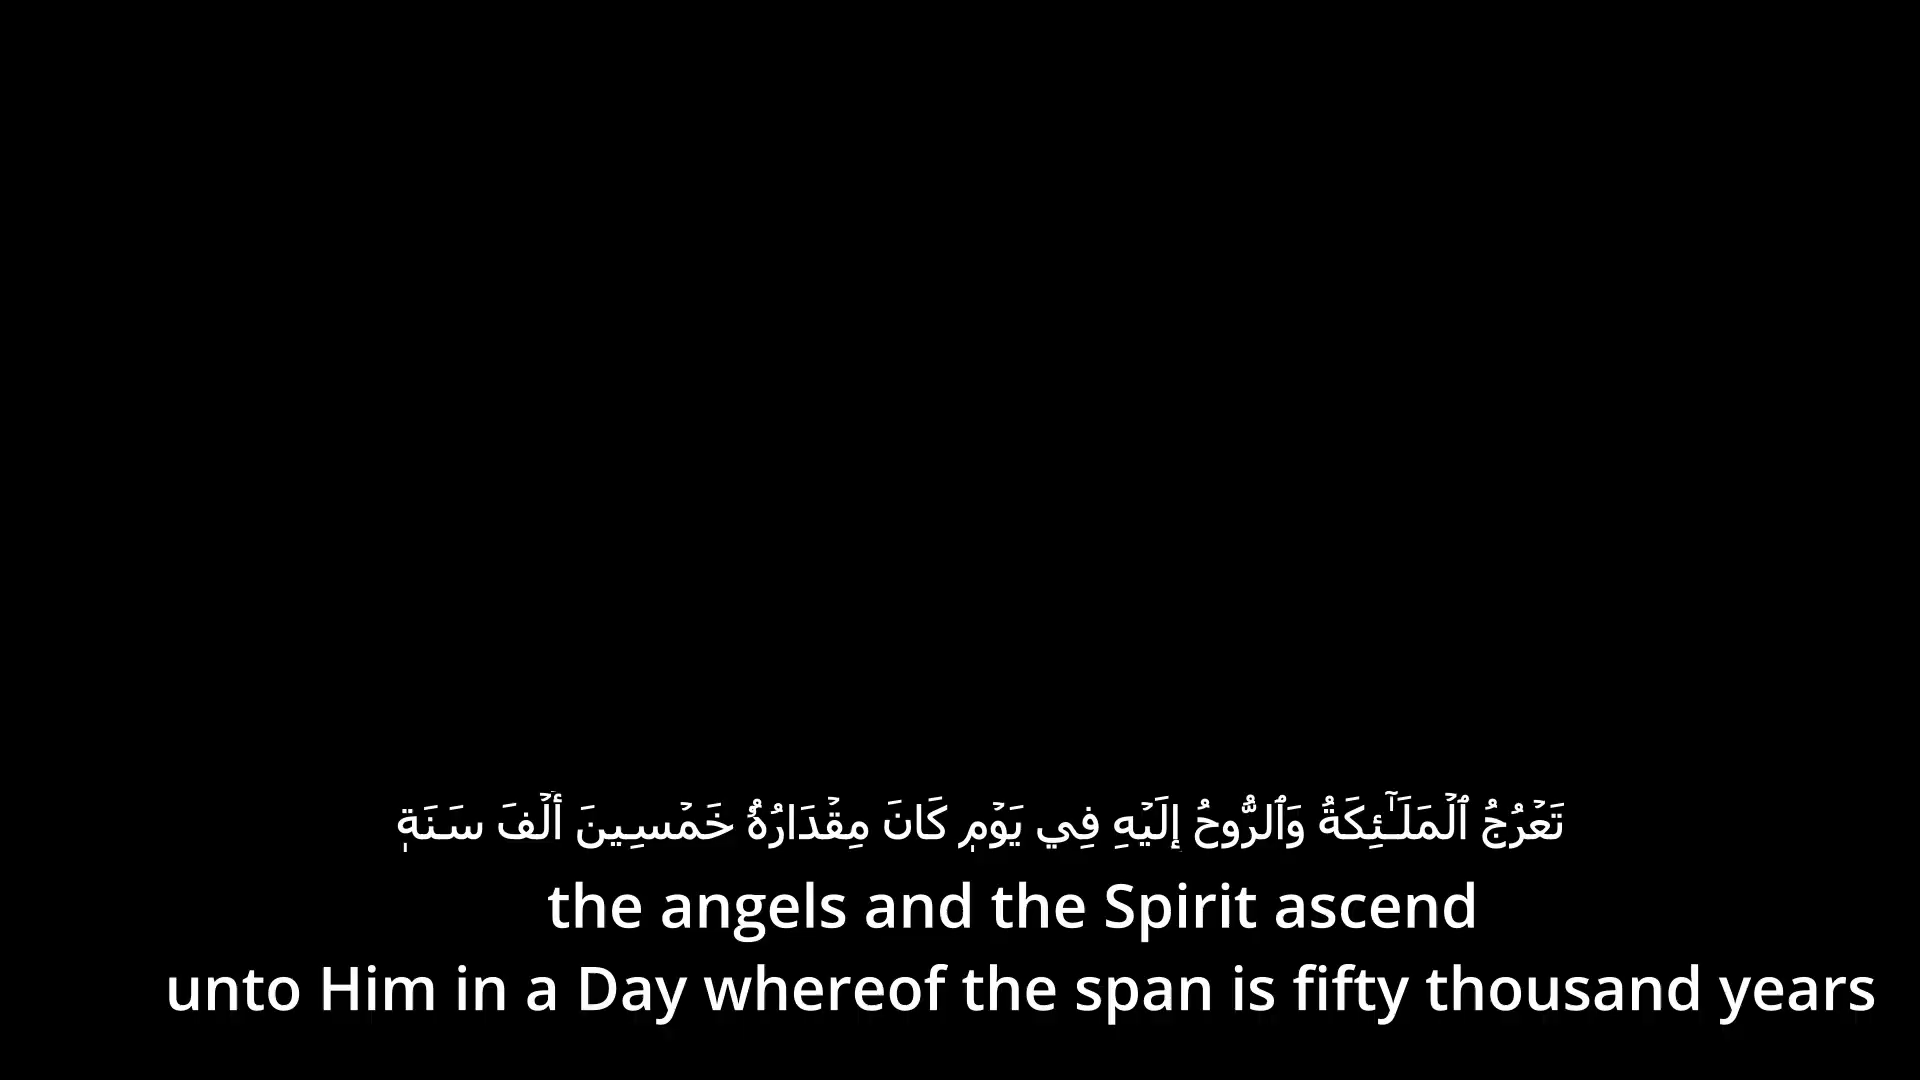 تَعۡرُجُ ٱلۡمَلَـٰٓئِكَةُ وَٱلرُّوحُ إِلَيۡهِ فِي يَوۡمٖ كَانَ مِقۡدَارُهُۥ خَمۡسِينَ أَلۡفَ سَنَةٖ
the angels and the Spirit ascend
unto Him in a Day whereof the span is fifty thousand years